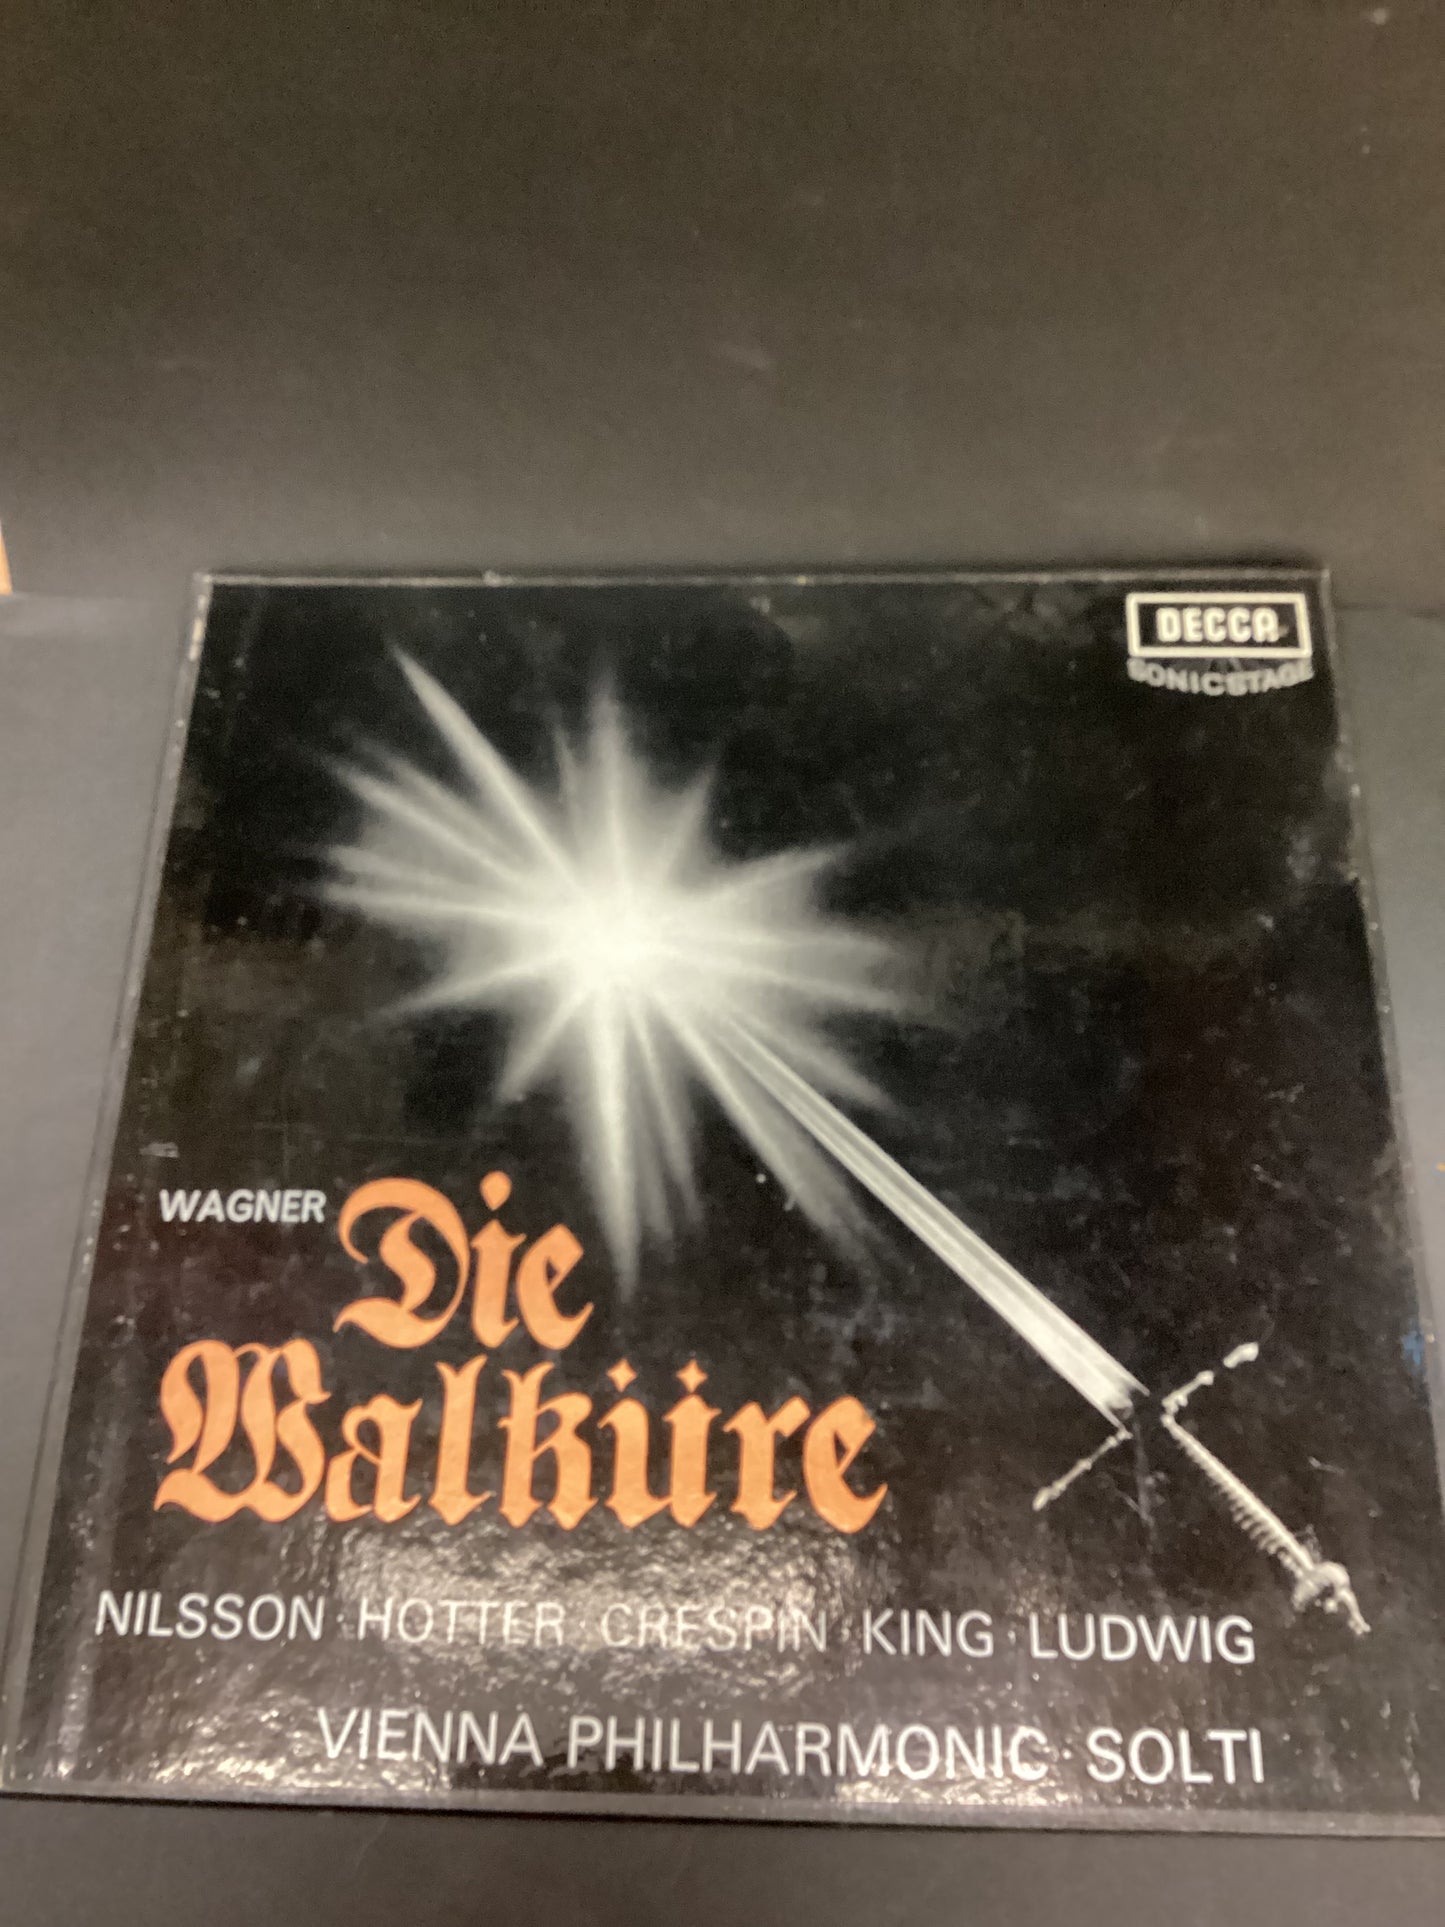 DECCA
SONICSTAGE
WAGNER Die
Walküre
NILSSON · HOTTER · CRESPIN · KING · LUDWIG
VIENNA PHILHARMONIC · SOLTI